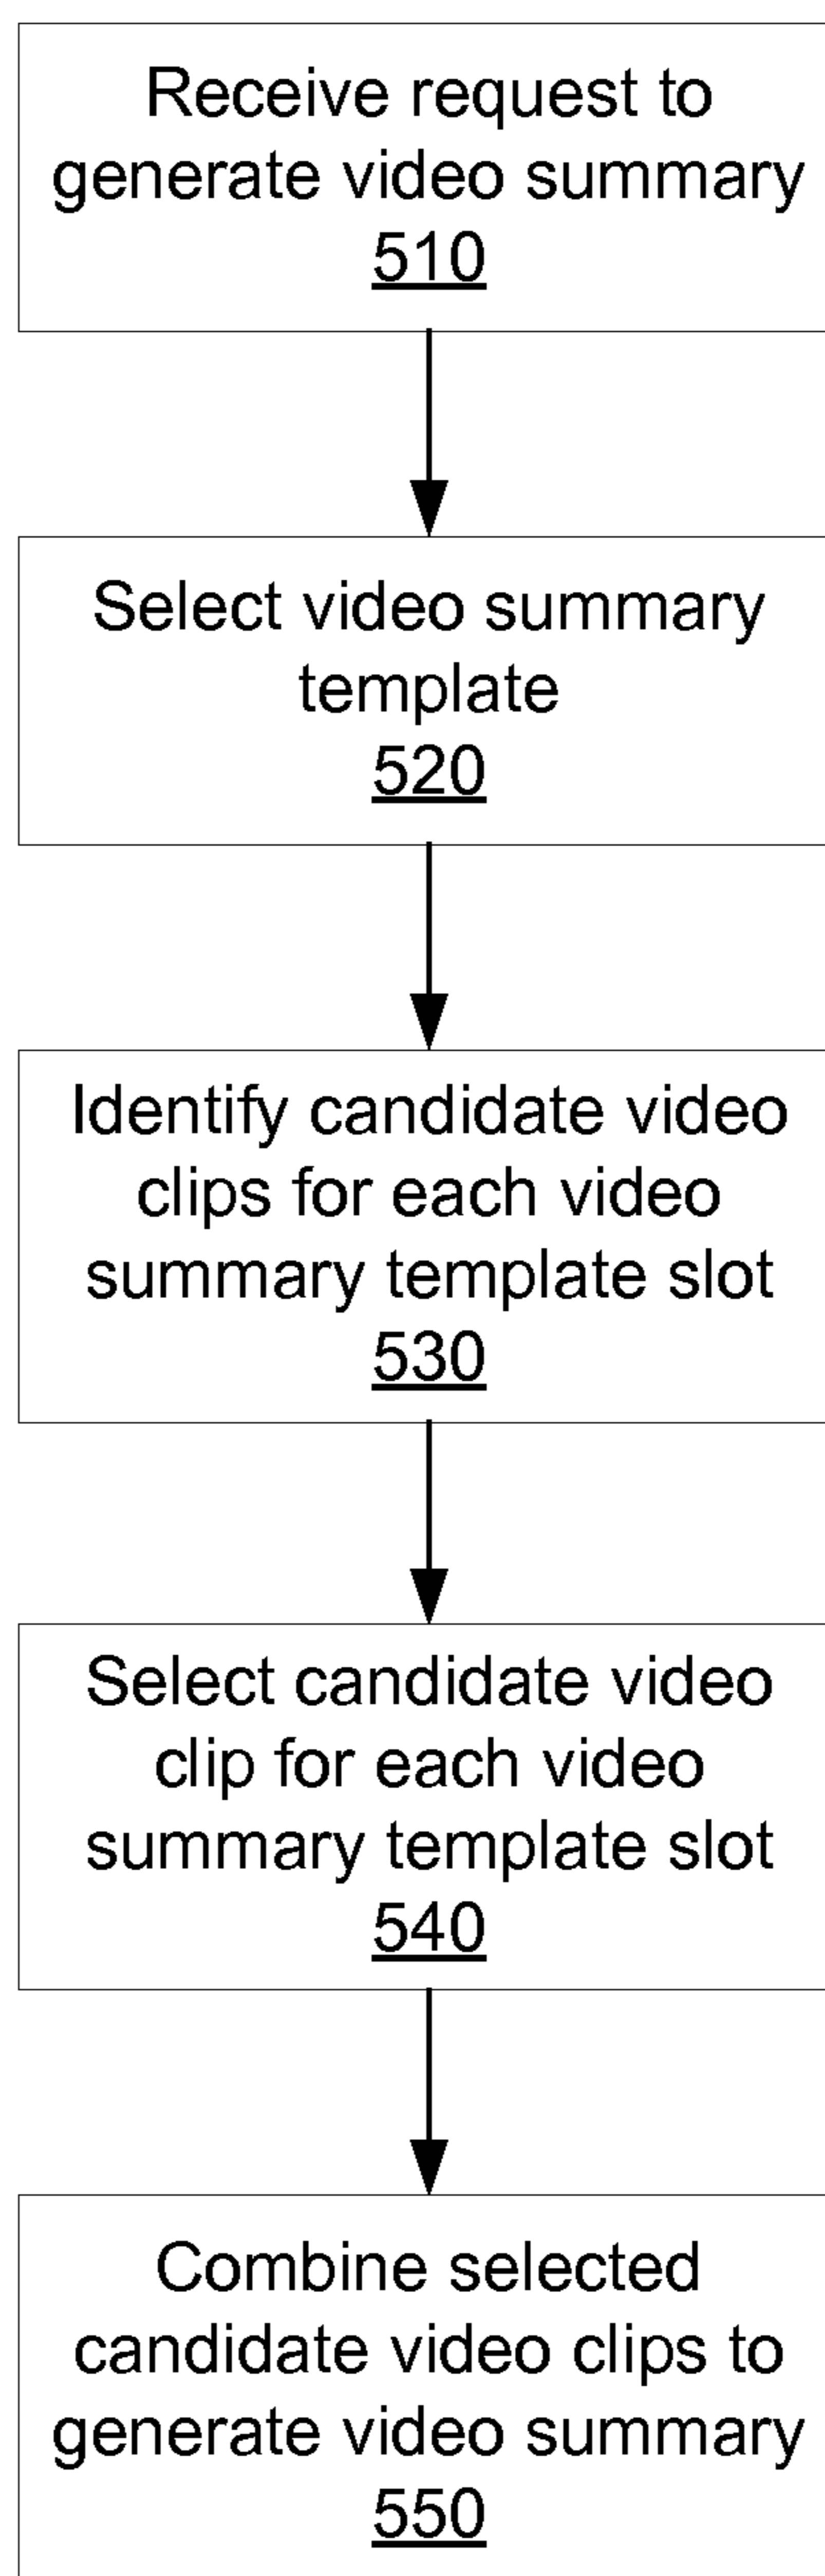 Receive request to
generate video summary
510
Select video summary
template
520
Identify candidate video
clips for each video
summary template slot
530
Select candidate video
clip for each video
summary template slot
540
Combine selected
candidate video clips to
generate video summary
550